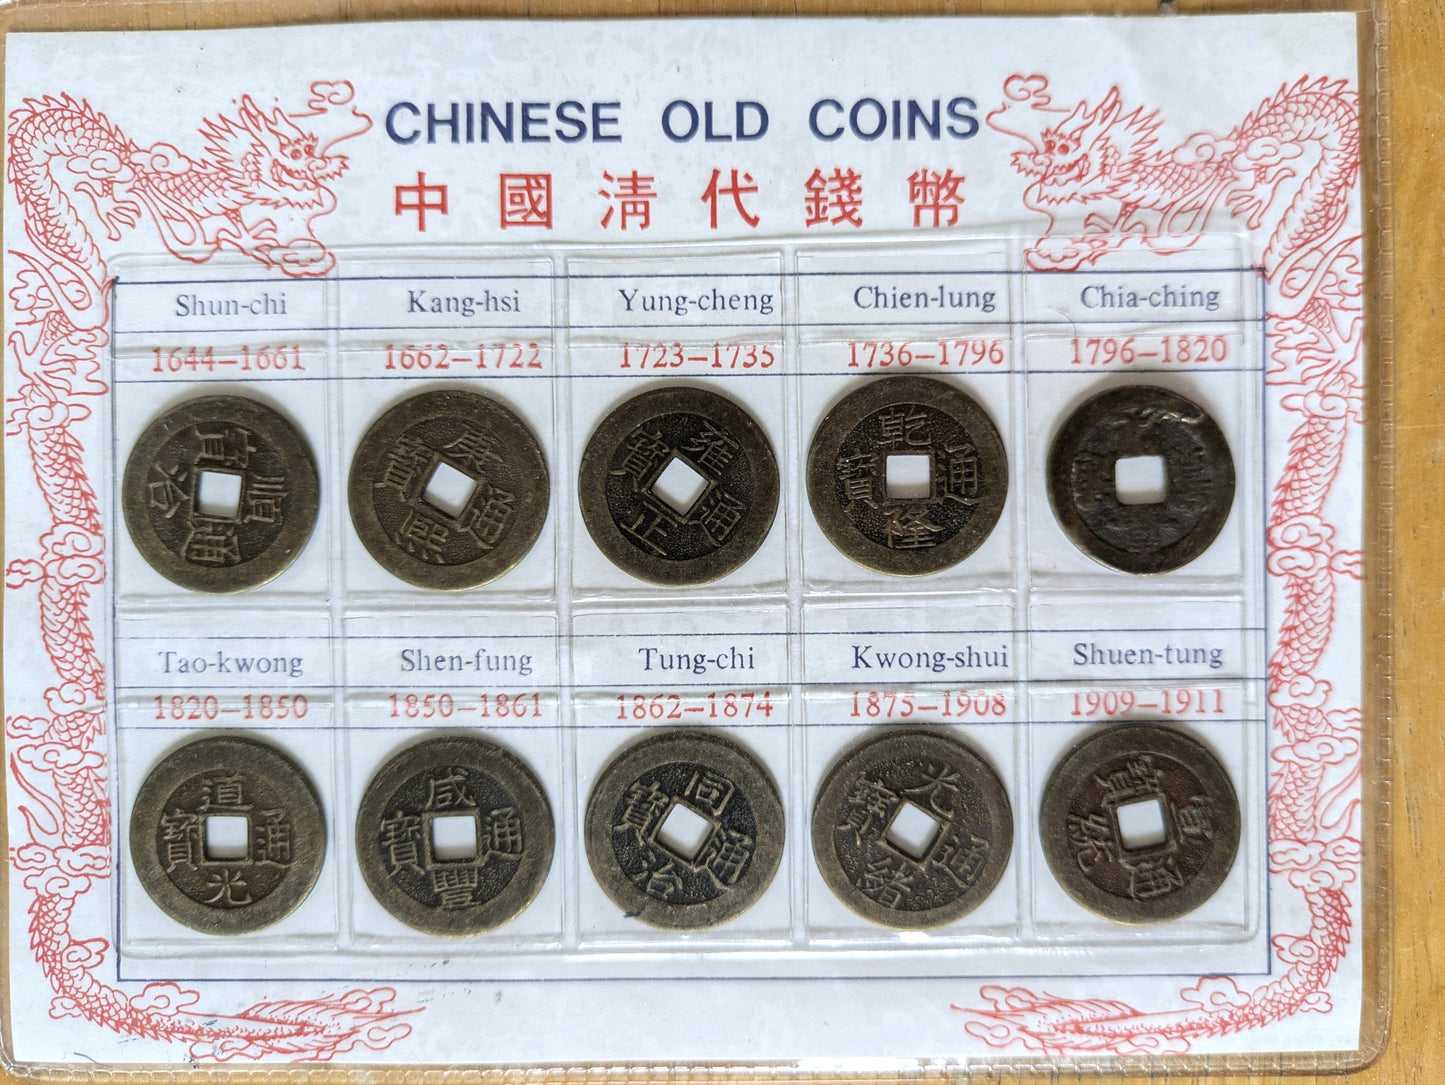 CHINESE OLD COINS
中國清代錢幣
Shun-chi Kang-hsi Yung-cheng Chien-lung Chia-ching
1644–1661 1662–1722 1723–1735 1736–1796 1796–1820
順治通寶 康熙通寶 雍正通寶 乾隆通寶
Tao-kwong Shen-fung Tung-chi Kwong-shui Shuen-tung
1820–1850 1850–1861 1862–1874 1875–1908 1909–1911
道光通寶 咸豐通寶 同治通寶 光緒通寶 宣統通寶